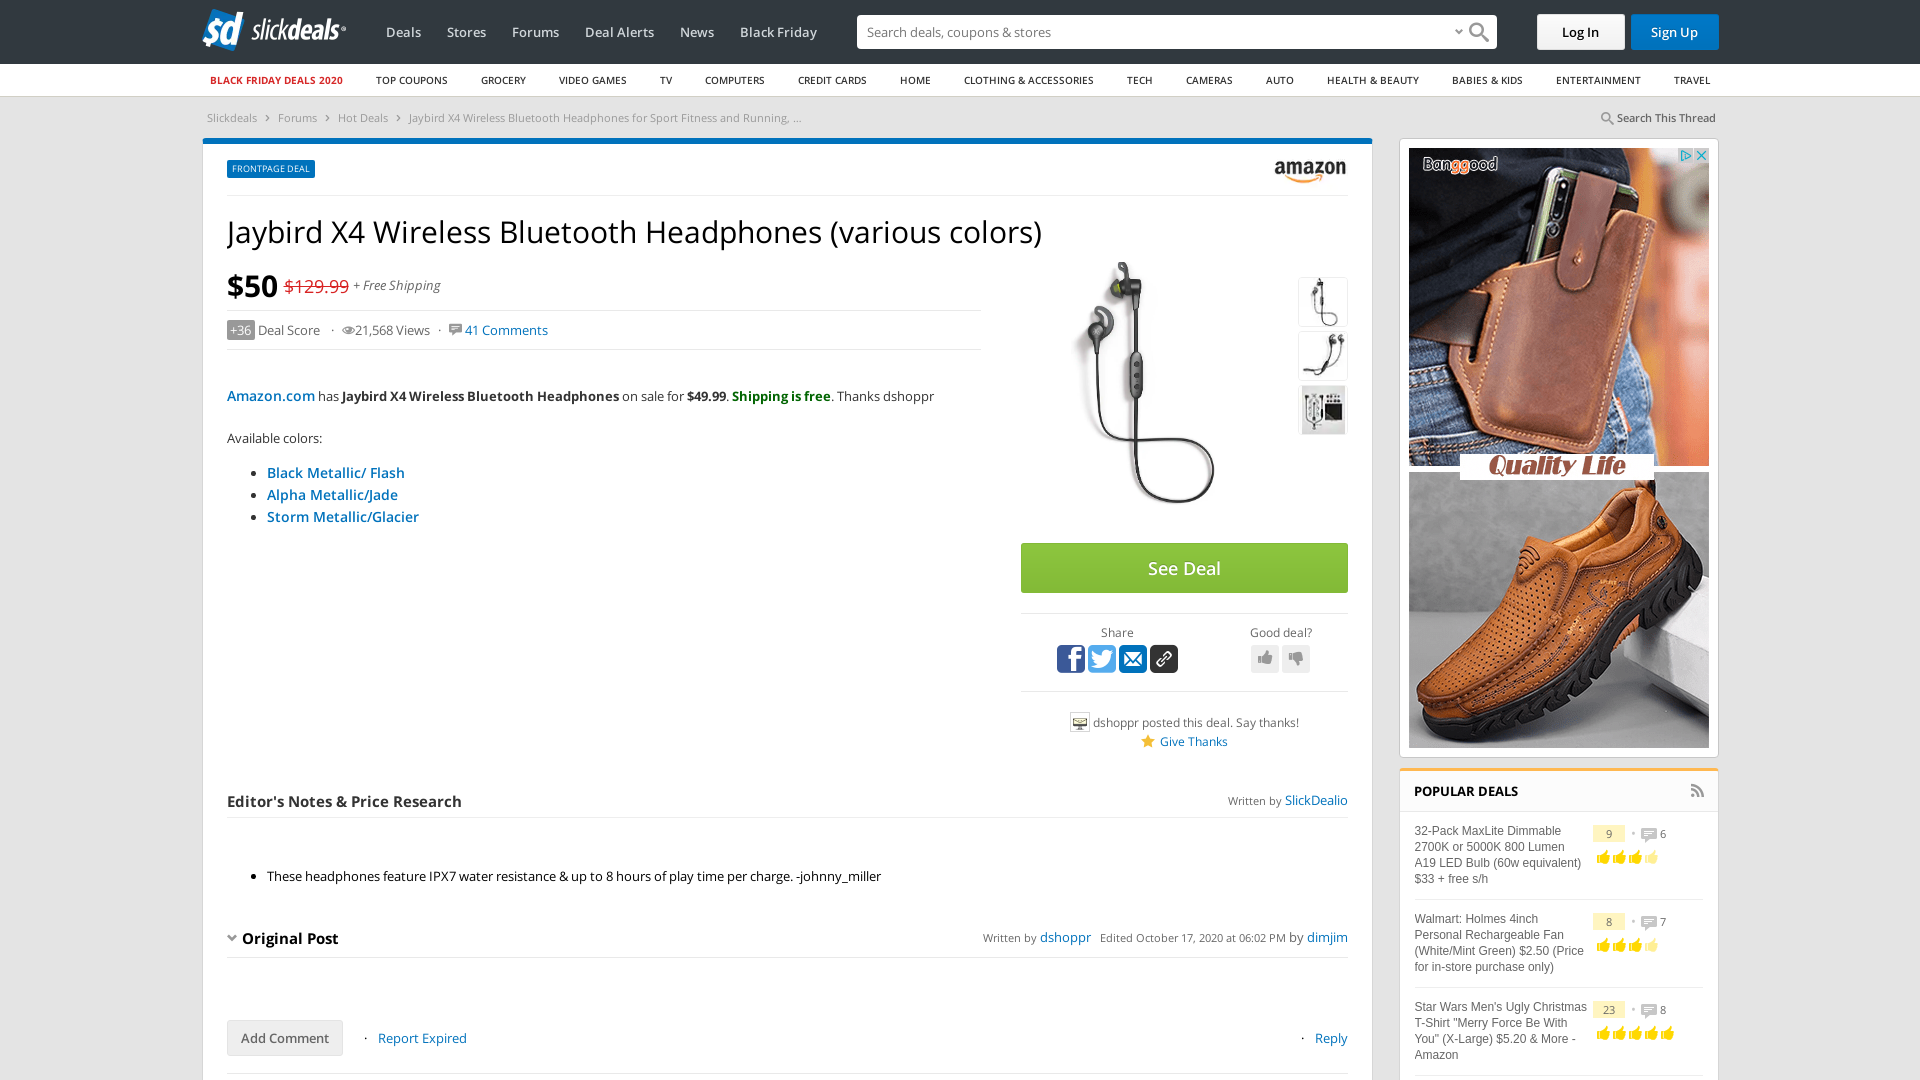 sd slickdeals
Deals
Stores
Forums
Deal Alerts
News
Black Friday
Search deals, coupons & stores
Log In
Sign Up
BLACK FRIDAY DEALS 2020
TOP COUPONS
GROCERY
VIDEO GAMES
TV
COMPUTERS
CREDIT CARDS
HOME
CLOTHING & ACCESSORIES
TECH
CAMERAS
AUTO
HEALTH & BEAUTY
BABIES & KIDS
ENTERTAINMENT
TRAVEL
Slickdeals › Forums › Hot Deals › Jaybird X4 Wireless Bluetooth Headphones for Sport Fitness and Running, ...
Search This Thread
FRONTPAGE DEAL
amazon
Jaybird X4 Wireless Bluetooth Headphones (various colors)
$50 $129.99 + Free Shipping
+36 Deal Score · 21,568 Views · 41 Comments
Amazon.com has Jaybird X4 Wireless Bluetooth Headphones on sale for $49.99. Shipping is free. Thanks dshoppr
Available colors:
• Black Metallic/ Flash
• Alpha Metallic/Jade
• Storm Metallic/Glacier
See Deal
Share
Good deal?
dshoppr posted this deal. Say thanks!
Give Thanks
Editor's Notes & Price Research
Written by SlickDealio
• These headphones feature IPX7 water resistance & up to 8 hours of play time per charge. -johnny_miller
Original Post
Written by dshoppr Edited October 17, 2020 at 06:02 PM by dimjim
Add Comment
· Report Expired
· Reply
Banggood
Quality Life
POPULAR DEALS
32-Pack MaxLite Dimmable
2700K or 5000K 800 Lumen
A19 LED Bulb (60w equivalent)
$33 + free s/h
9 • 6
Walmart: Holmes 4inch
Personal Rechargeable Fan
(White/Mint Green) $2.50 (Price
for in-store purchase only)
8 • 7
Star Wars Men's Ugly Christmas
T-Shirt "Merry Force Be With
You" (X-Large) $5.20 & More -
Amazon
23 • 8